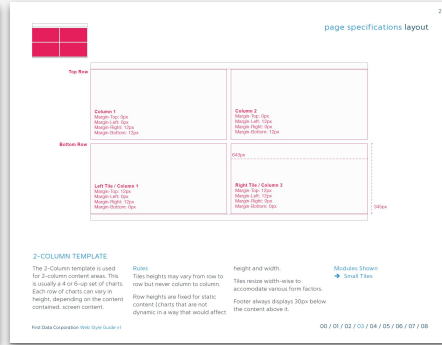 2
page specifications layout
Top Row
Column 1
Margin-Top: 0px
Margin-Left: 0px
Margin-Right: 12px
Margin-Bottom: 12px
Column 2
Margin-Top: 0px
Margin-Left: 12px
Margin-Right: 0px
Margin-Bottom: 12px
Bottom Row
643px
Left Tile / Column 1
Margin-Top: 12px
Margin-Left: 0px
Margin-Right: 12px
Margin-Bottom: 0px
Right Tile / Column 2
Margin-Top: 12px
Margin-Left: 12px
Margin-Right: 0px
Margin-Bottom: 0px
345px
2-COLUMN TEMPLATE
The 2-Column template is used
for 2-column content areas. This
is usually a 4 or 6-up set of charts.
Each row of charts can vary in
height, depending on the content
contained. screen content.
Rules
Tiles heights may vary from row to
row but never column to column.
Row heights are fixed for static
content (charts that are not
dynamic in a way that would affect
height and width.
Tiles resize width-wise to
accomodate various form factors.
Footer always displays 30px below
the content above it.
Modules Shown
→ Small Tiles
First Data Corporation Web Style Guide v1
00 / 01 / 02 / 03 / 04 / 05 / 06 / 07 / 08